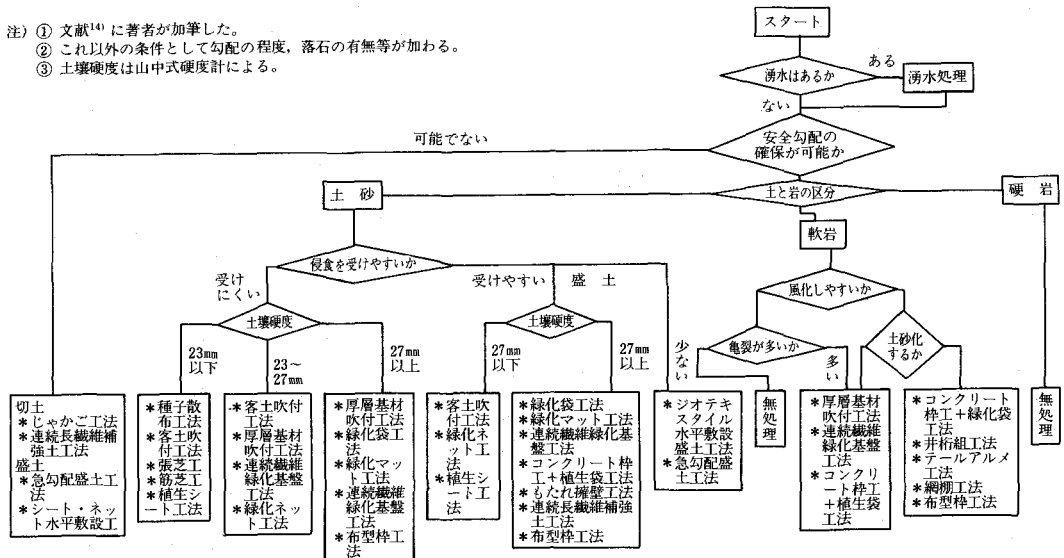 注）① 文献¹⁴⁾ に著者が加筆した。
② これ以外の条件として勾配の程度，落石の有無等が加わる。
③ 土壌硬度は山中式硬度計による。
スタート
湧水はあるか
ある
湧水処理
ない
安全勾配の
確保が可能か
可能でない
土と岩の区分
土 砂
硬 岩
軟岩
侵食を受けやすいか
受け
にくい
受けやすい
盛 土
風化しやすいか
土壌硬度
土壌硬度
亀裂が多いか
土砂化
するか
23mm
以下
23～
27mm
27mm
以上
27mm
以下
27mm
以上
少
な
い
多
い
切土
＊じゃかご工法
＊連続長繊維補
強土工法
盛土
＊急勾配盛土工
法
＊シート・ネッ
ト水平敷設工
＊種子散
布工法
＊客土吹
付工法
＊張芝工
＊筋芝工
＊植生シ
ート工法
＊客土吹付
工法
＊厚層基材
吹付工法
＊連続繊維
緑化基盤
工法
＊緑化ネッ
ト工法
＊厚層基材
吹付工法
＊緑化袋工
法
＊緑化マッ
ト工法
＊連続繊維
緑化基盤
工法
＊布型枠工
法
＊客土吹
付工法
＊緑化ネ
ット工
法
＊植生シ
ート工
法
＊緑化袋工法
＊緑化マット工法
＊連続繊維緑化基
盤工法
＊コンクリート枠
工＋植生袋工法
＊もたれ擁壁工法
＊連続長繊維補強
土工法
＊布型枠工法
＊ジオテキ
スタイル
水平敷設
盛土工法
＊急勾配盛
土工法
無
処
理
＊厚層基材
吹付工法
＊連続繊維
緑化基盤
工法
＊コンクリ
ート枠工
＋植生袋
工法
＊コンクリート
枠工＋緑化袋
工法
＊井桁組工法
＊テールアルメ
工法
＊網柵工法
＊布型枠工法
無
処
理